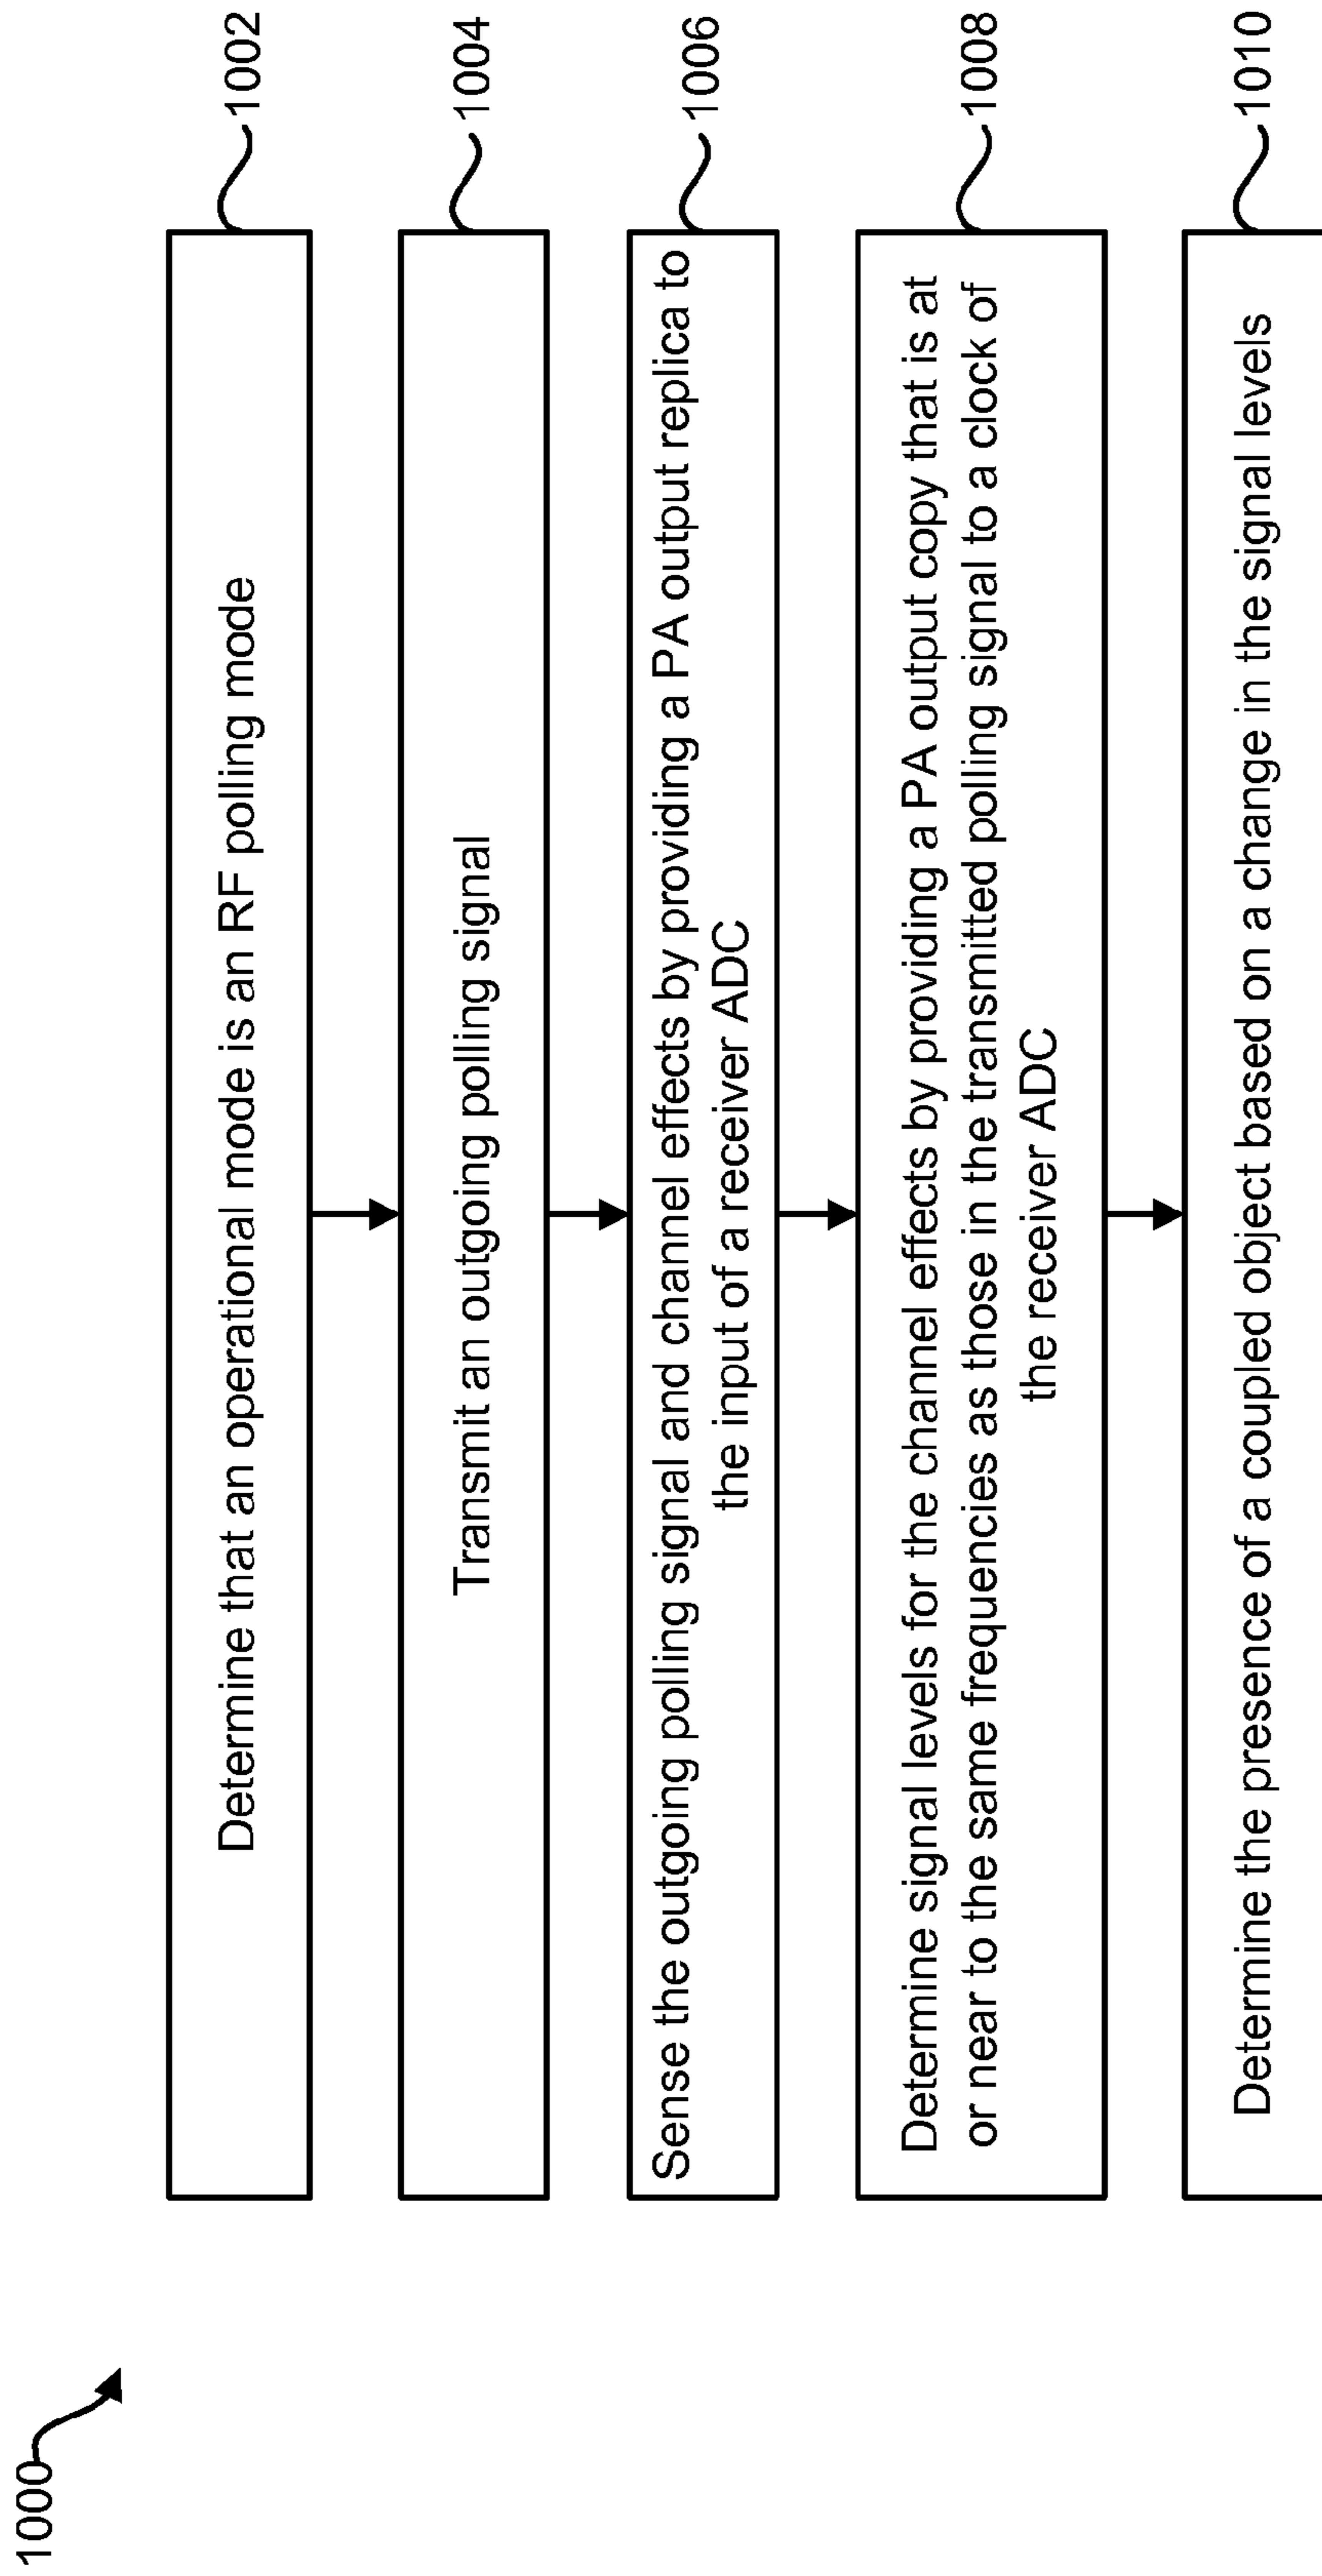 1000
Determine that an operational mode is an RF polling mode
1002
Transmit an outgoing polling signal
1004
Sense the outgoing polling signal and channel effects by providing a PA output replica to
the input of a receiver ADC
1006
Determine signal levels for the channel effects by providing a PA output copy that is at
or near to the same frequencies as those in the transmitted polling signal to a clock of
the receiver ADC
1008
Determine the presence of a coupled object based on a change in the signal levels
1010